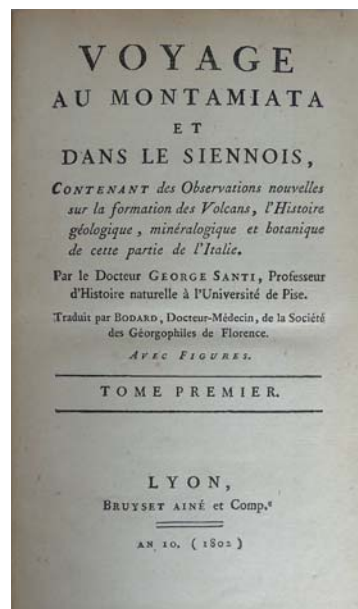 VOYAGE
AU MONTAMIATA
ET
DANS LE SIENNOIS,
CONTENANT des Observations nouvelles
sur la formation des Volcans, l'Histoire
géologique, minéralogique et botanique
de cette partie de l'Italie.
Par le Docteur GEORGE SANTI, Professeur
d'Histoire naturelle à l'Université de Pise.
Traduit par BODARD, Docteur-Médecin, de la Société
des Géorgophiles de Florence.
AVEC FIGURES.
TOME PREMIER.
LYON,
BRUYSET AINÉ et Comp.e
AN 10. (1802)